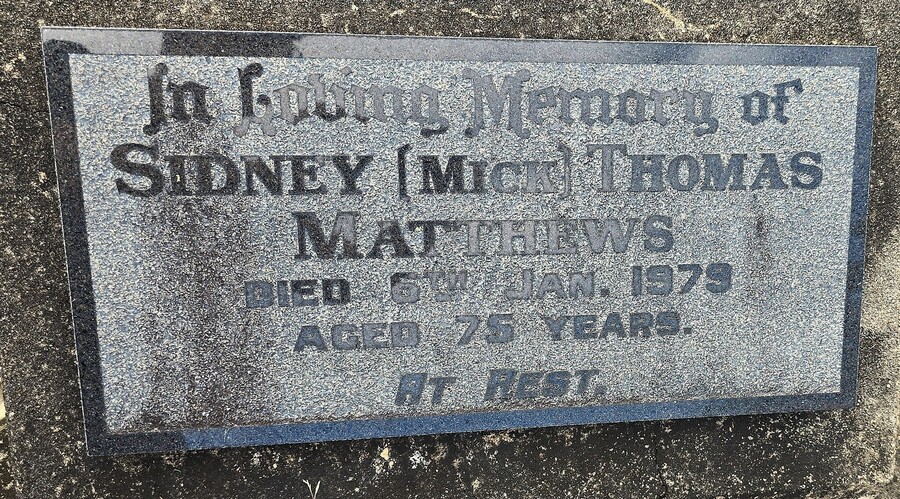 In Loving Memory of
SIDNEY (MICK) THOMAS
MATTHEWS
DIED 6TH JAN. 1979
AGED 75 YEARS.
AT REST.